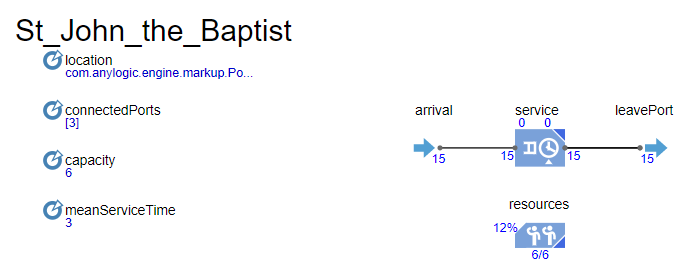 St_John_the_Baptist
location
com.anylogic.engine.markup.Po...
connectedPorts
[3]
capacity
6
meanServiceTime
3
arrival
service
leavePort
0 0
15
15
15
15
resources
12%
6/6